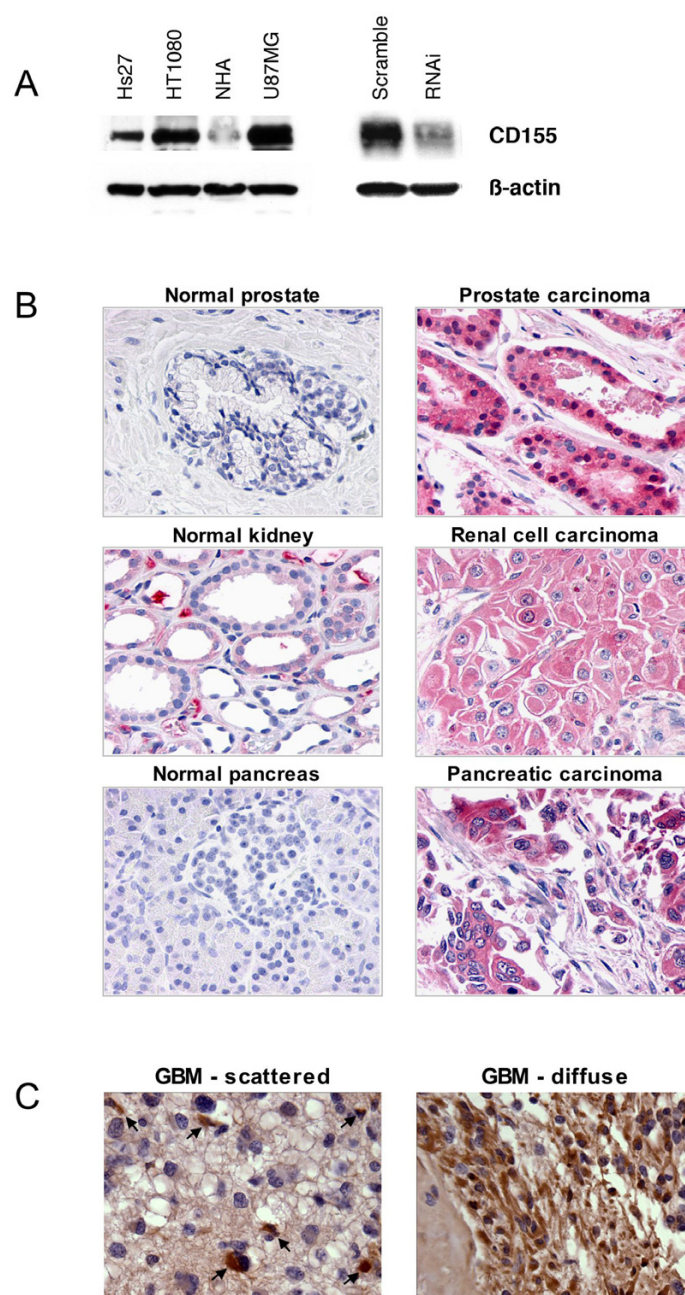 A
Hs27
HT1080
NHA
U87MG
Scramble
RNAi
CD155
ß-actin
B
Normal prostate
Prostate carcinoma
Normal kidney
Renal cell carcinoma
Normal pancreas
Pancreatic carcinoma
C
GBM - scattered
GBM - diffuse